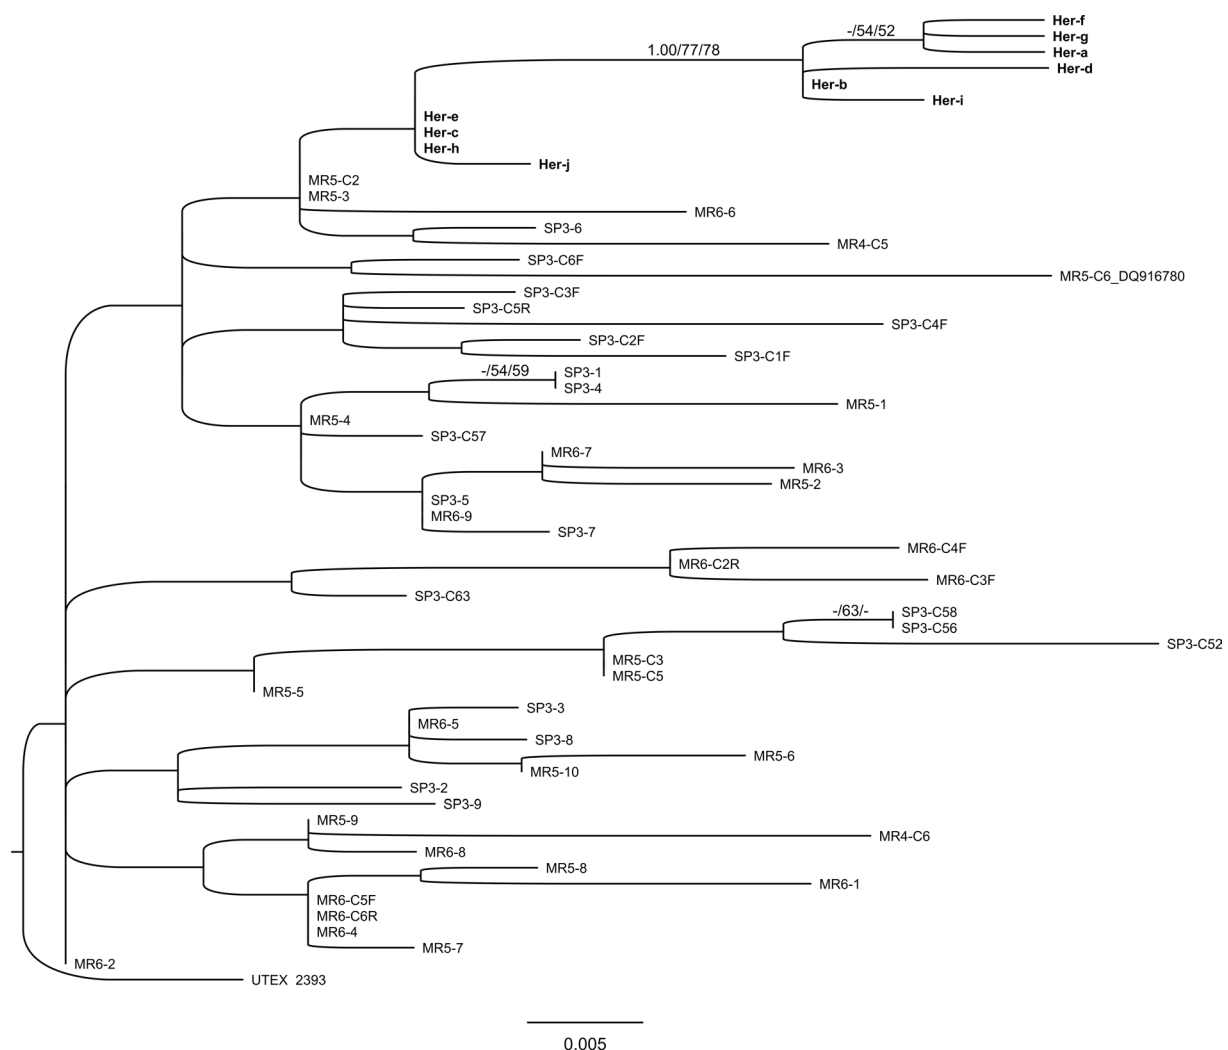 Her-f
-/54/52
Her-g
1.00/77/78
Her-a
Her-d
Her-b
Her-i
Her-e
Her-c
Her-h
Her-j
MR5-C2
MR5-3
MR6-6
SP3-6
MR4-C5
SP3-C6F
MR5-C6_DQ916780
SP3-C3F
SP3-C5R
SP3-C4F
SP3-C2F
SP3-C1F
-/54/59
SP3-1
SP3-4
MR5-1
MR5-4
SP3-C57
MR6-7
MR6-3
MR5-2
SP3-5
MR6-9
SP3-7
MR6-C4F
MR6-C2R
MR6-C3F
SP3-C63
-/63/-
SP3-C58
SP3-C56
SP3-C52
MR5-C3
MR5-C5
MR5-5
SP3-3
MR6-5
SP3-8
MR5-6
MR5-10
SP3-2
SP3-9
MR5-9
MR4-C6
MR6-8
MR5-8
MR6-1
MR6-C5F
MR6-C6R
MR6-4
MR5-7
MR6-2
UTEX 2393
0.005